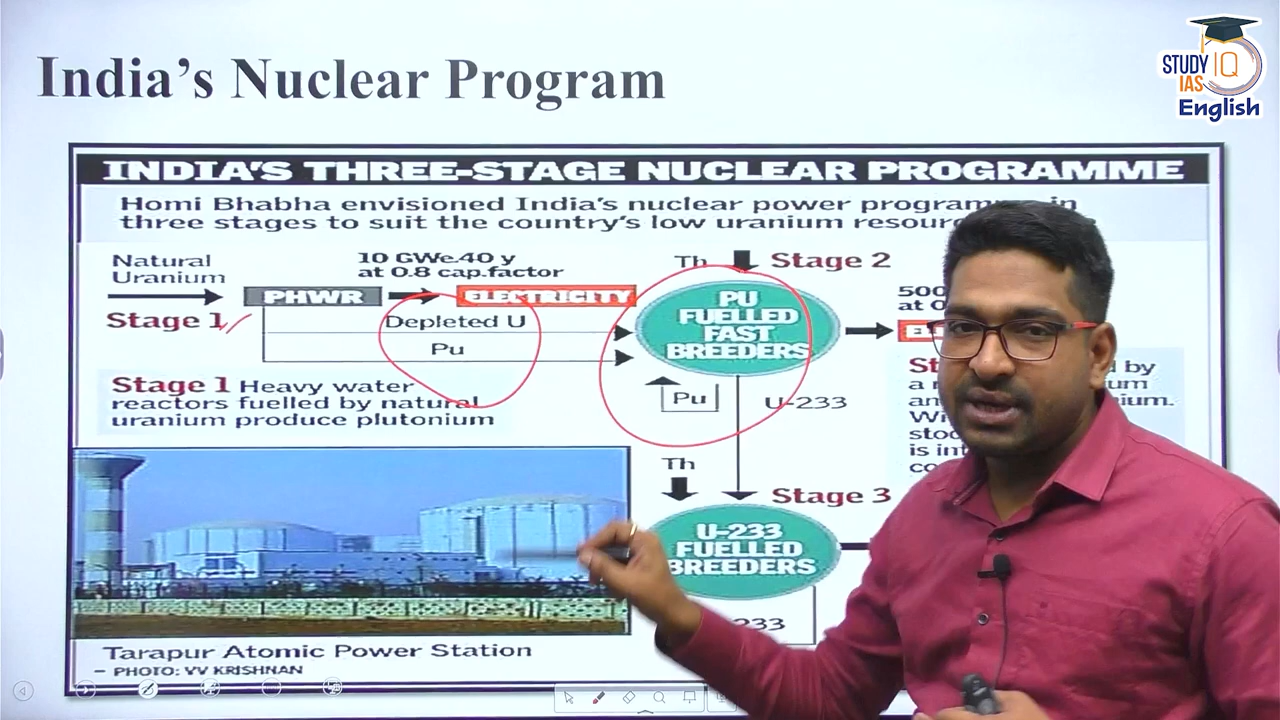 India's Nuclear Program
STUDY IQ
IAS
English
INDIA'S THREE-STAGE NUCLEAR PROGRAMME
Homi Bhabha envisioned India's nuclear power in
three stages to suit the country's low uranium
Natural
Uranium
10 GWe.40 y
at 0.8 cap.factor
PHWR
ELECTRICITY
Stage 1
Depleted U
Pu
Th
Stage 2
PU
FUELLED
FAST
BREEDERS
500
Pu
U-233
Stage 1 Heavy water
reactors fuelled by natural
uranium produce plutonium
by
Th
Stage 3
U-233
FUELLED
BREEDERS
Tarapur Atomic Power Station
– PHOTO: VV KRISHNAN